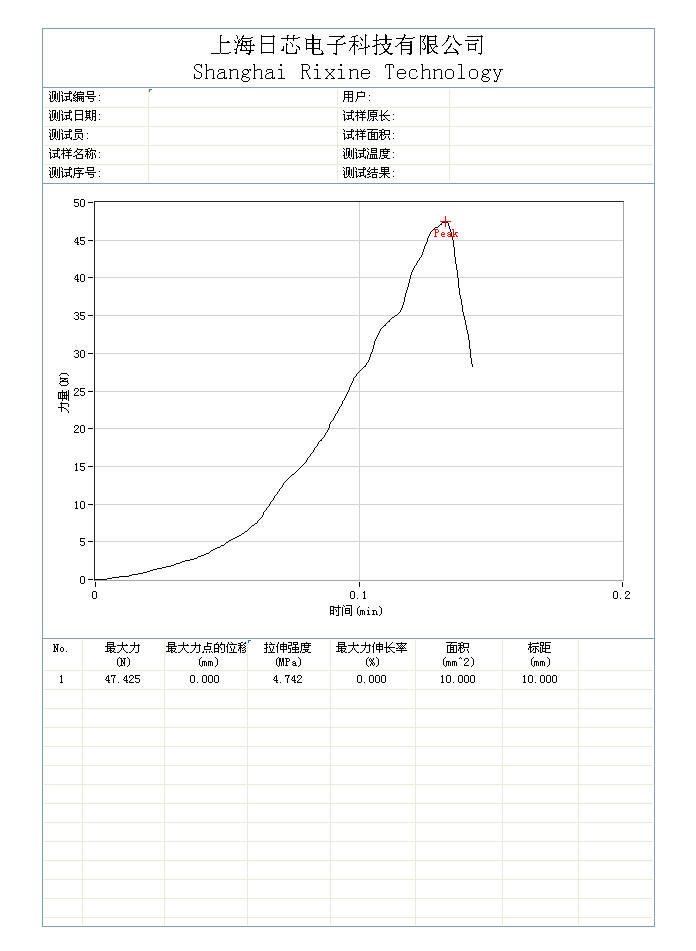 上海日芯电子科技有限公司
Shanghai Rixine Technology
测试编号: 用户:
测试日期: 试样原长:
测试员: 试样面积:
试样名称: 测试温度:
测试序号: 测试结果:
50
45
40
35
30
25
20
15
10
5
0
力量(N)
Peak
0 0.1 0.2
时间(min)
No. 最大力 最大力点的位移 拉伸强度 最大力伸长率 面积 标距
(N) (mm) (MPa) (%) (mm^2) (mm)
1 47.425 0.000 4.742 0.000 10.000 10.000